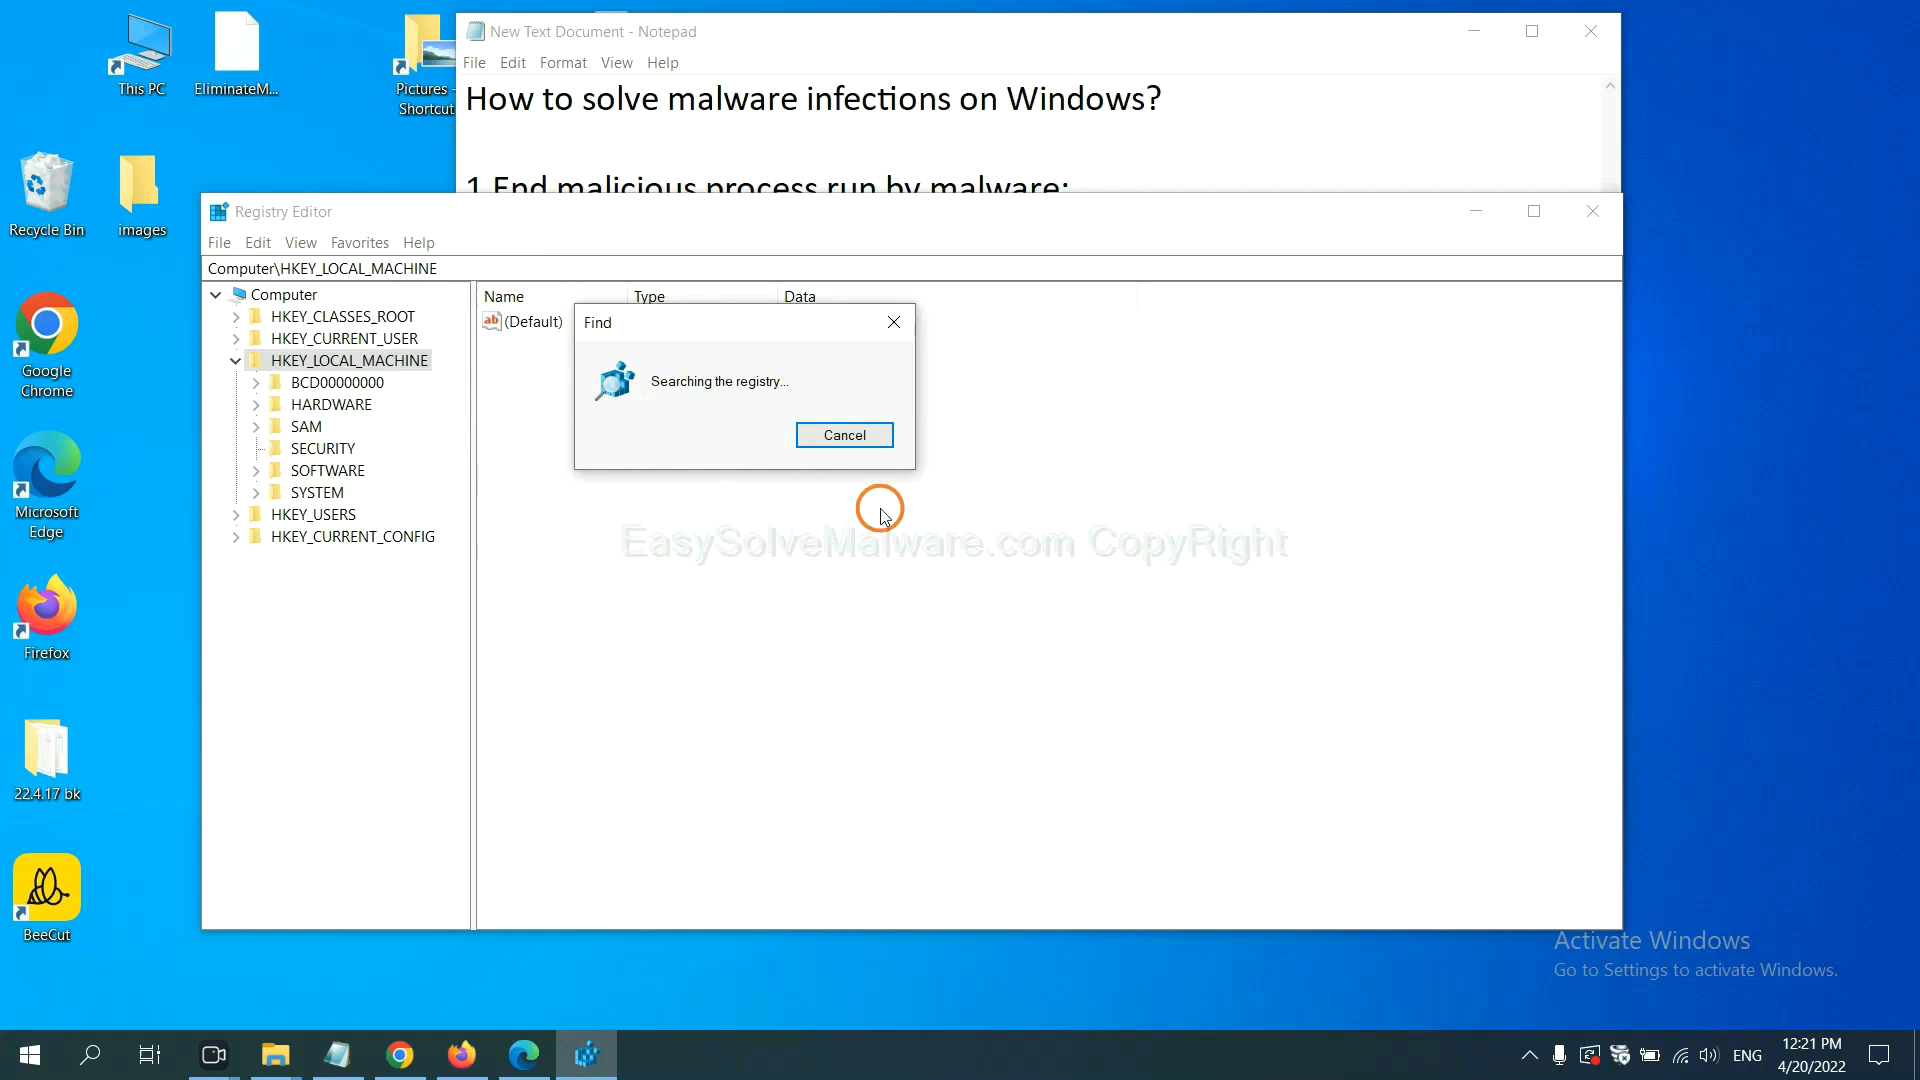 This PC
EliminateM...
Pictures -
Shortcut
Recycle Bin
images
Google
Chrome
Microsoft
Edge
Firefox
22.4.17 bk
BeeCut
New Text Document - Notepad
File Edit Format View Help
How to solve malware infections on Windows?
1 End malicious process run by malware:
Registry Editor
File Edit View Favorites Help
Computer\HKEY_LOCAL_MACHINE
Computer
HKEY_CLASSES_ROOT
HKEY_CURRENT_USER
HKEY_LOCAL_MACHINE
BCD00000000
HARDWARE
SAM
SECURITY
SOFTWARE
SYSTEM
HKEY_USERS
HKEY_CURRENT_CONFIG
Name Type Data
ab (Default)
Find
Searching the registry...
Cancel
EasySolveMalware.com CopyRight
Activate Windows
Go to Settings to activate Windows.
ENG
12:21 PM
4/20/2022